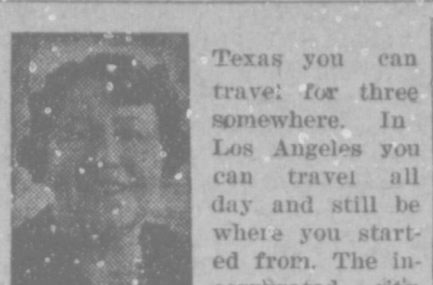 Texas you can
travel for three
somewhere. In
Los Angeles you
can travel all
day and still be
where you start-
ed from. The in-